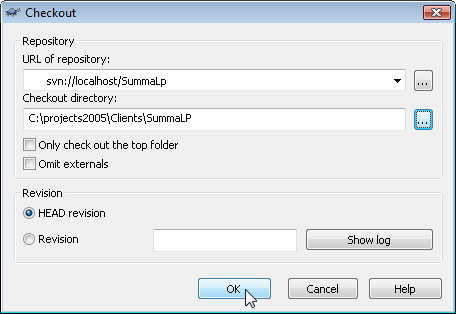 Checkout
Repository
URL of repository:
svn://localhost/SummaLp
...
Checkout directory:
C:\projects2005\Clients\SummaLP
...
Only check out the top folder
Omit externals
Revision
HEAD revision
Revision
Show log
OK
Cancel
Help